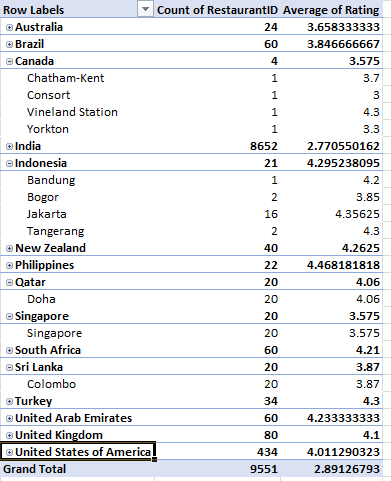 Row Labels Count of RestaurantID Average of Rating
Australia 24 3.658333333
Brazil 60 3.846666667
Canada 4 3.575
Chatham-Kent 1 3.7
Consort 1 3
Vineland Station 1 4.3
Yorkton 1 3.3
India 8652 2.770550162
Indonesia 21 4.295238095
Bandung 1 4.2
Bogor 2 3.85
Jakarta 16 4.35625
Tangerang 2 4.3
New Zealand 40 4.2625
Philippines 22 4.468181818
Qatar 20 4.06
Doha 20 4.06
Singapore 20 3.575
Singapore 20 3.575
South Africa 60 4.21
Sri Lanka 20 3.87
Colombo 20 3.87
Turkey 34 4.3
United Arab Emirates 60 4.233333333
United Kingdom 80 4.1
United States of America 434 4.011290323
Grand Total 9551 2.89126793